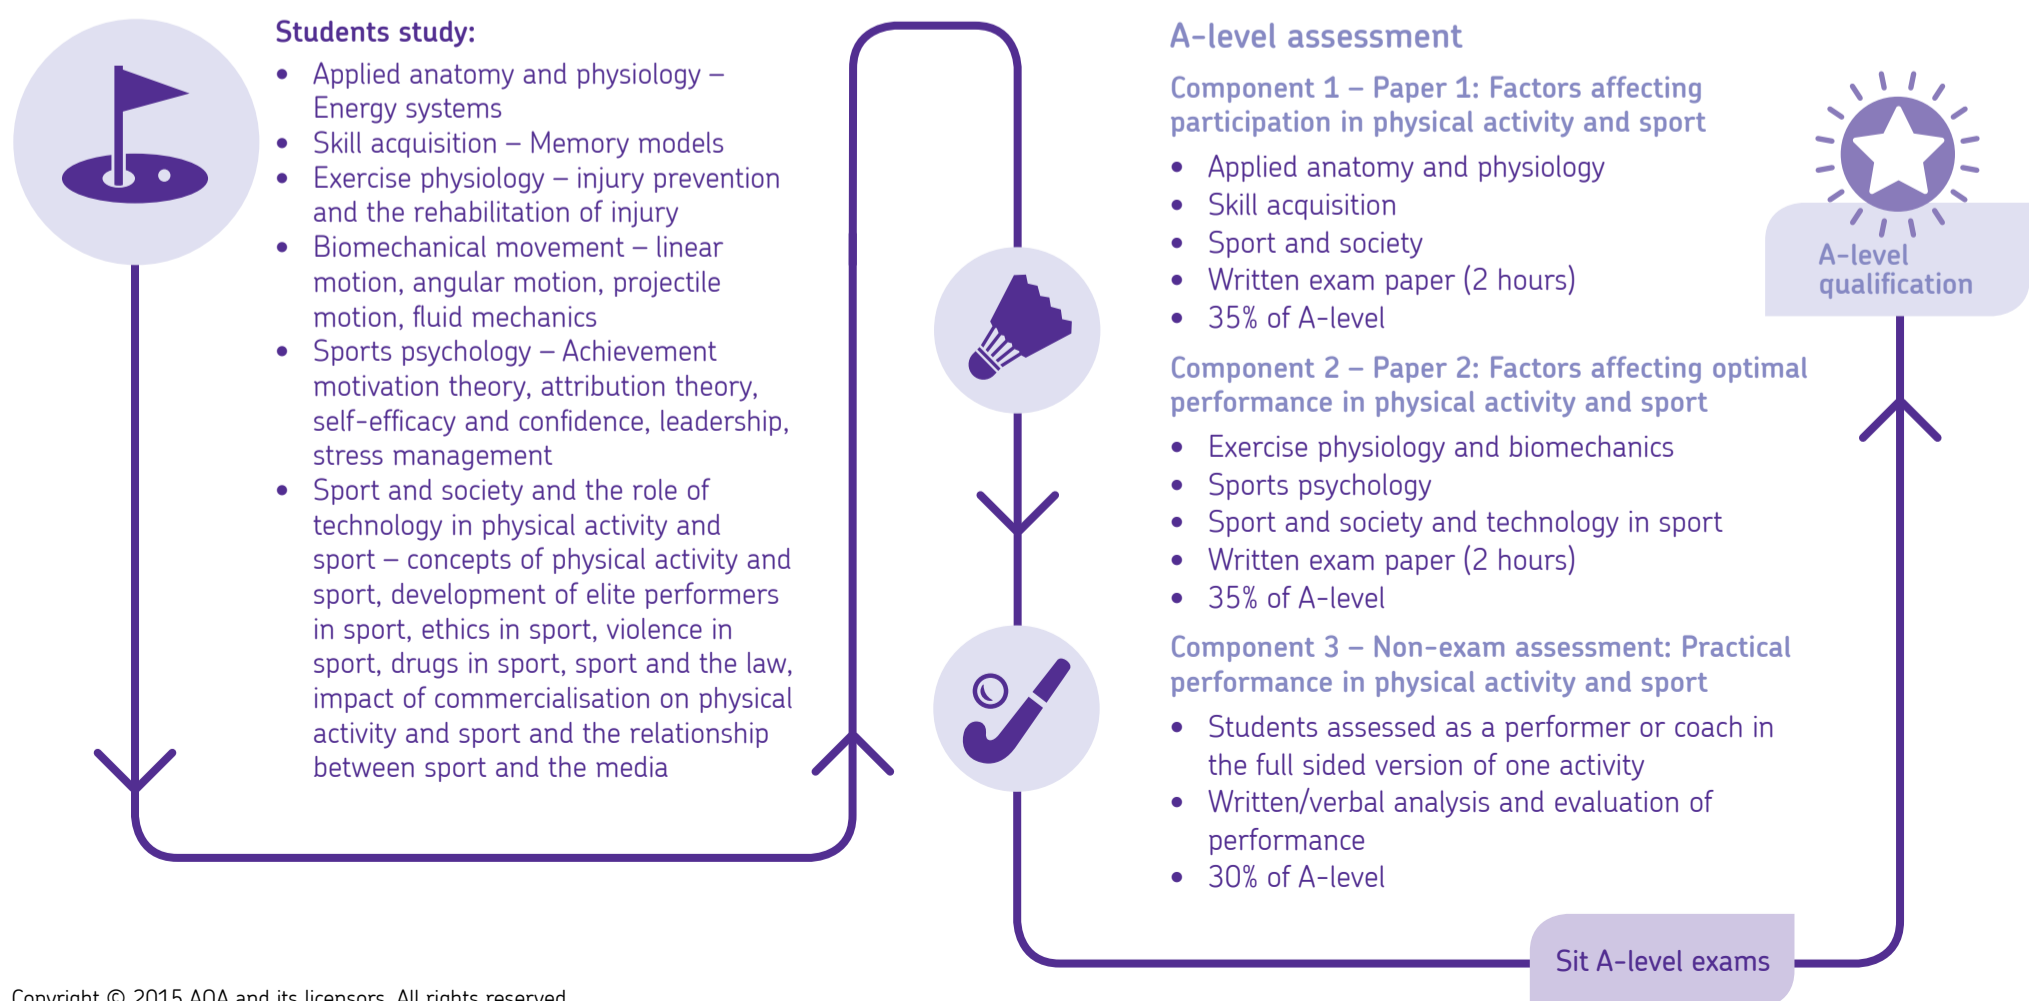 Students study:
• Applied anatomy and physiology –
Energy systems
• Skill acquisition – Memory models
• Exercise physiology – injury prevention
and the rehabilitation of injury
• Biomechanical movement – linear
motion, angular motion, projectile
motion, fluid mechanics
• Sports psychology – Achievement
motivation theory, attribution theory,
self-efficacy and confidence, leadership,
stress management
• Sport and society and the role of
technology in physical activity and
sport – concepts of physical activity and
sport, development of elite performers
in sport, ethics in sport, violence in
sport, drugs in sport, sport and the law,
impact of commercialisation on physical
activity and sport and the relationship
between sport and the media
A-level assessment
Component 1 – Paper 1: Factors affecting
participation in physical activity and sport
• Applied anatomy and physiology
• Skill acquisition
• Sport and society
• Written exam paper (2 hours)
• 35% of A-level
Component 2 – Paper 2: Factors affecting optimal
performance in physical activity and sport
• Exercise physiology and biomechanics
• Sports psychology
• Sport and society and technology in sport
• Written exam paper (2 hours)
• 35% of A-level
Component 3 – Non-exam assessment: Practical
performance in physical activity and sport
• Students assessed as a performer or coach in
the full sided version of one activity
• Written/verbal analysis and evaluation of
performance
• 30% of A-level
Sit A-level exams
A-level
qualification
Copyright © 2015 AQA and its licensors. All rights reserved.